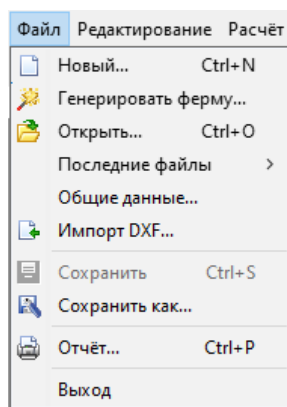 Файл Редактирование Расчёт
Новый... Ctrl+N
Генерировать ферму...
Открыть... Ctrl+O
Последние файлы >
Общие данные...
Импорт DXF...
Сохранить Ctrl+S
Сохранить как...
Отчёт... Ctrl+P
Выход